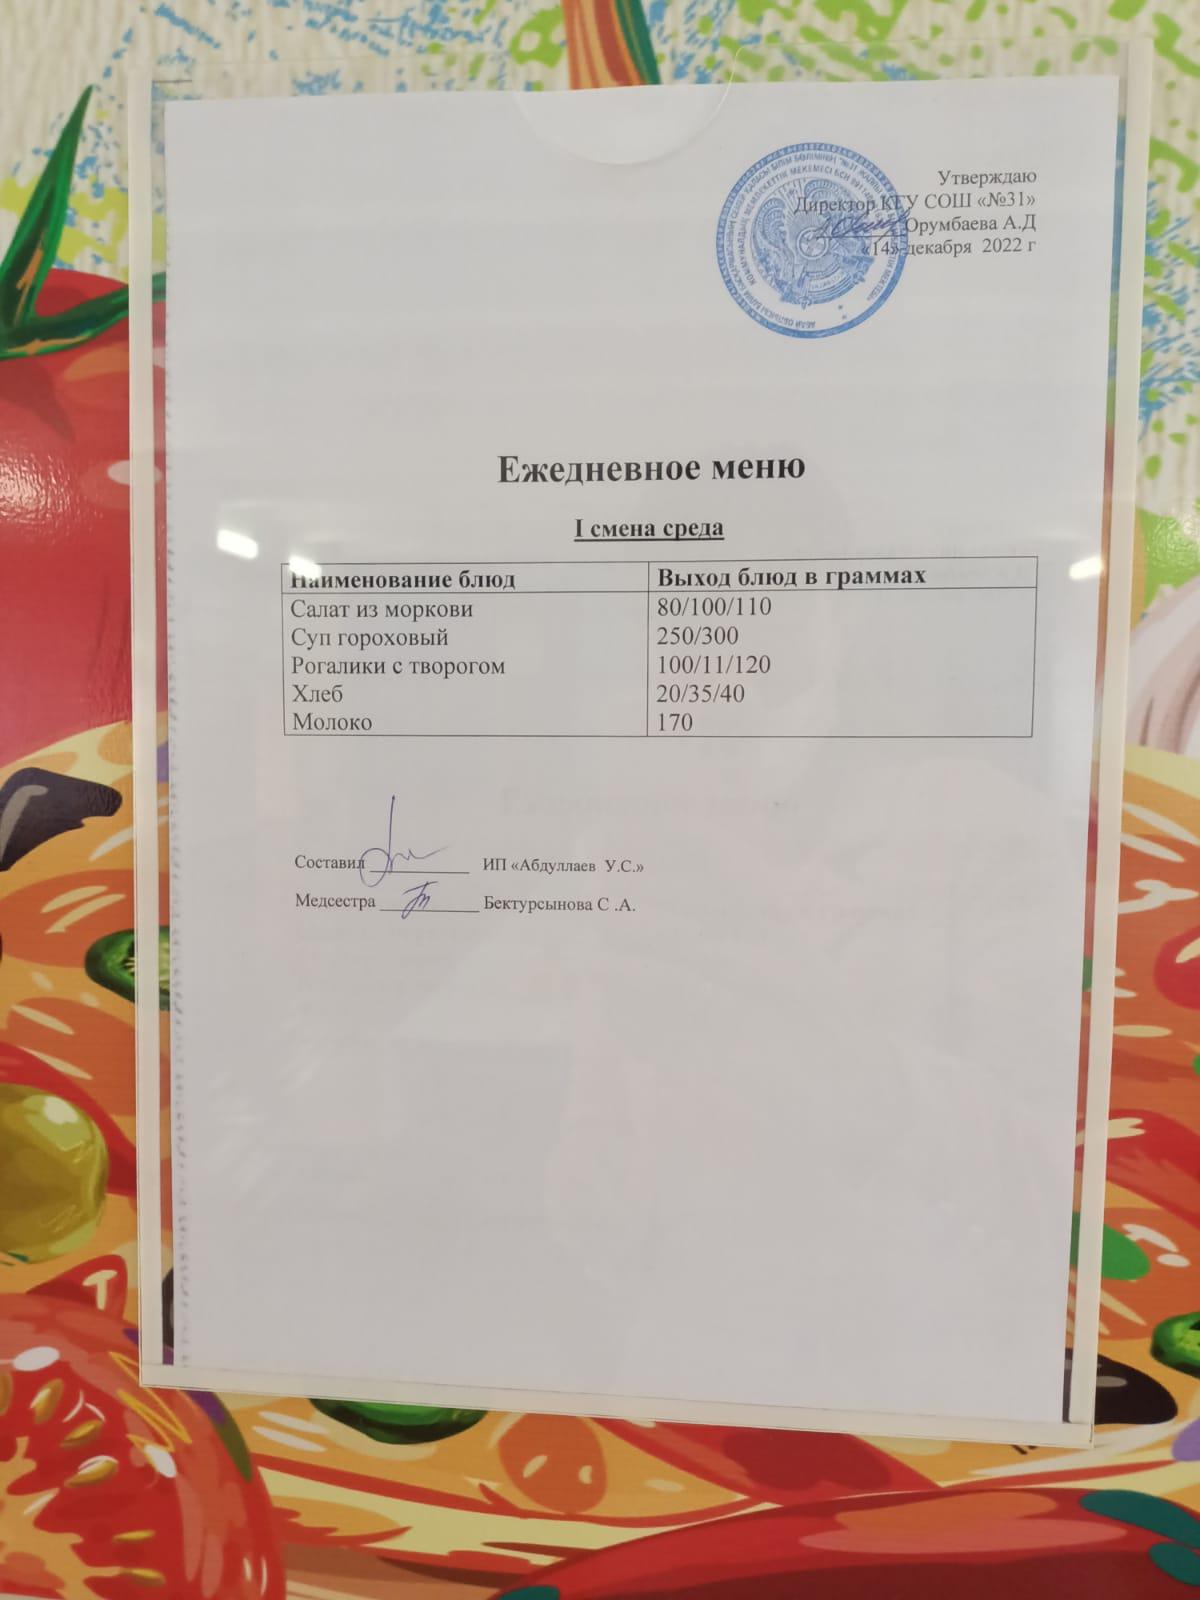 Утверждаю
Директор КГУ СОШ «№31»
Орумбаева А.Д
«14» декабря 2022 г
Ежедневное меню
I смена среда
Наименование блюд Выход блюд в граммах
Салат из моркови 80/100/110
Суп гороховый 250/300
Рогалики с творогом 100/11/120
Хлеб 20/35/40
Молоко 170
Составил ИП «Абдуллаев У.С.»
Медсестра Бектурсынова С .А.